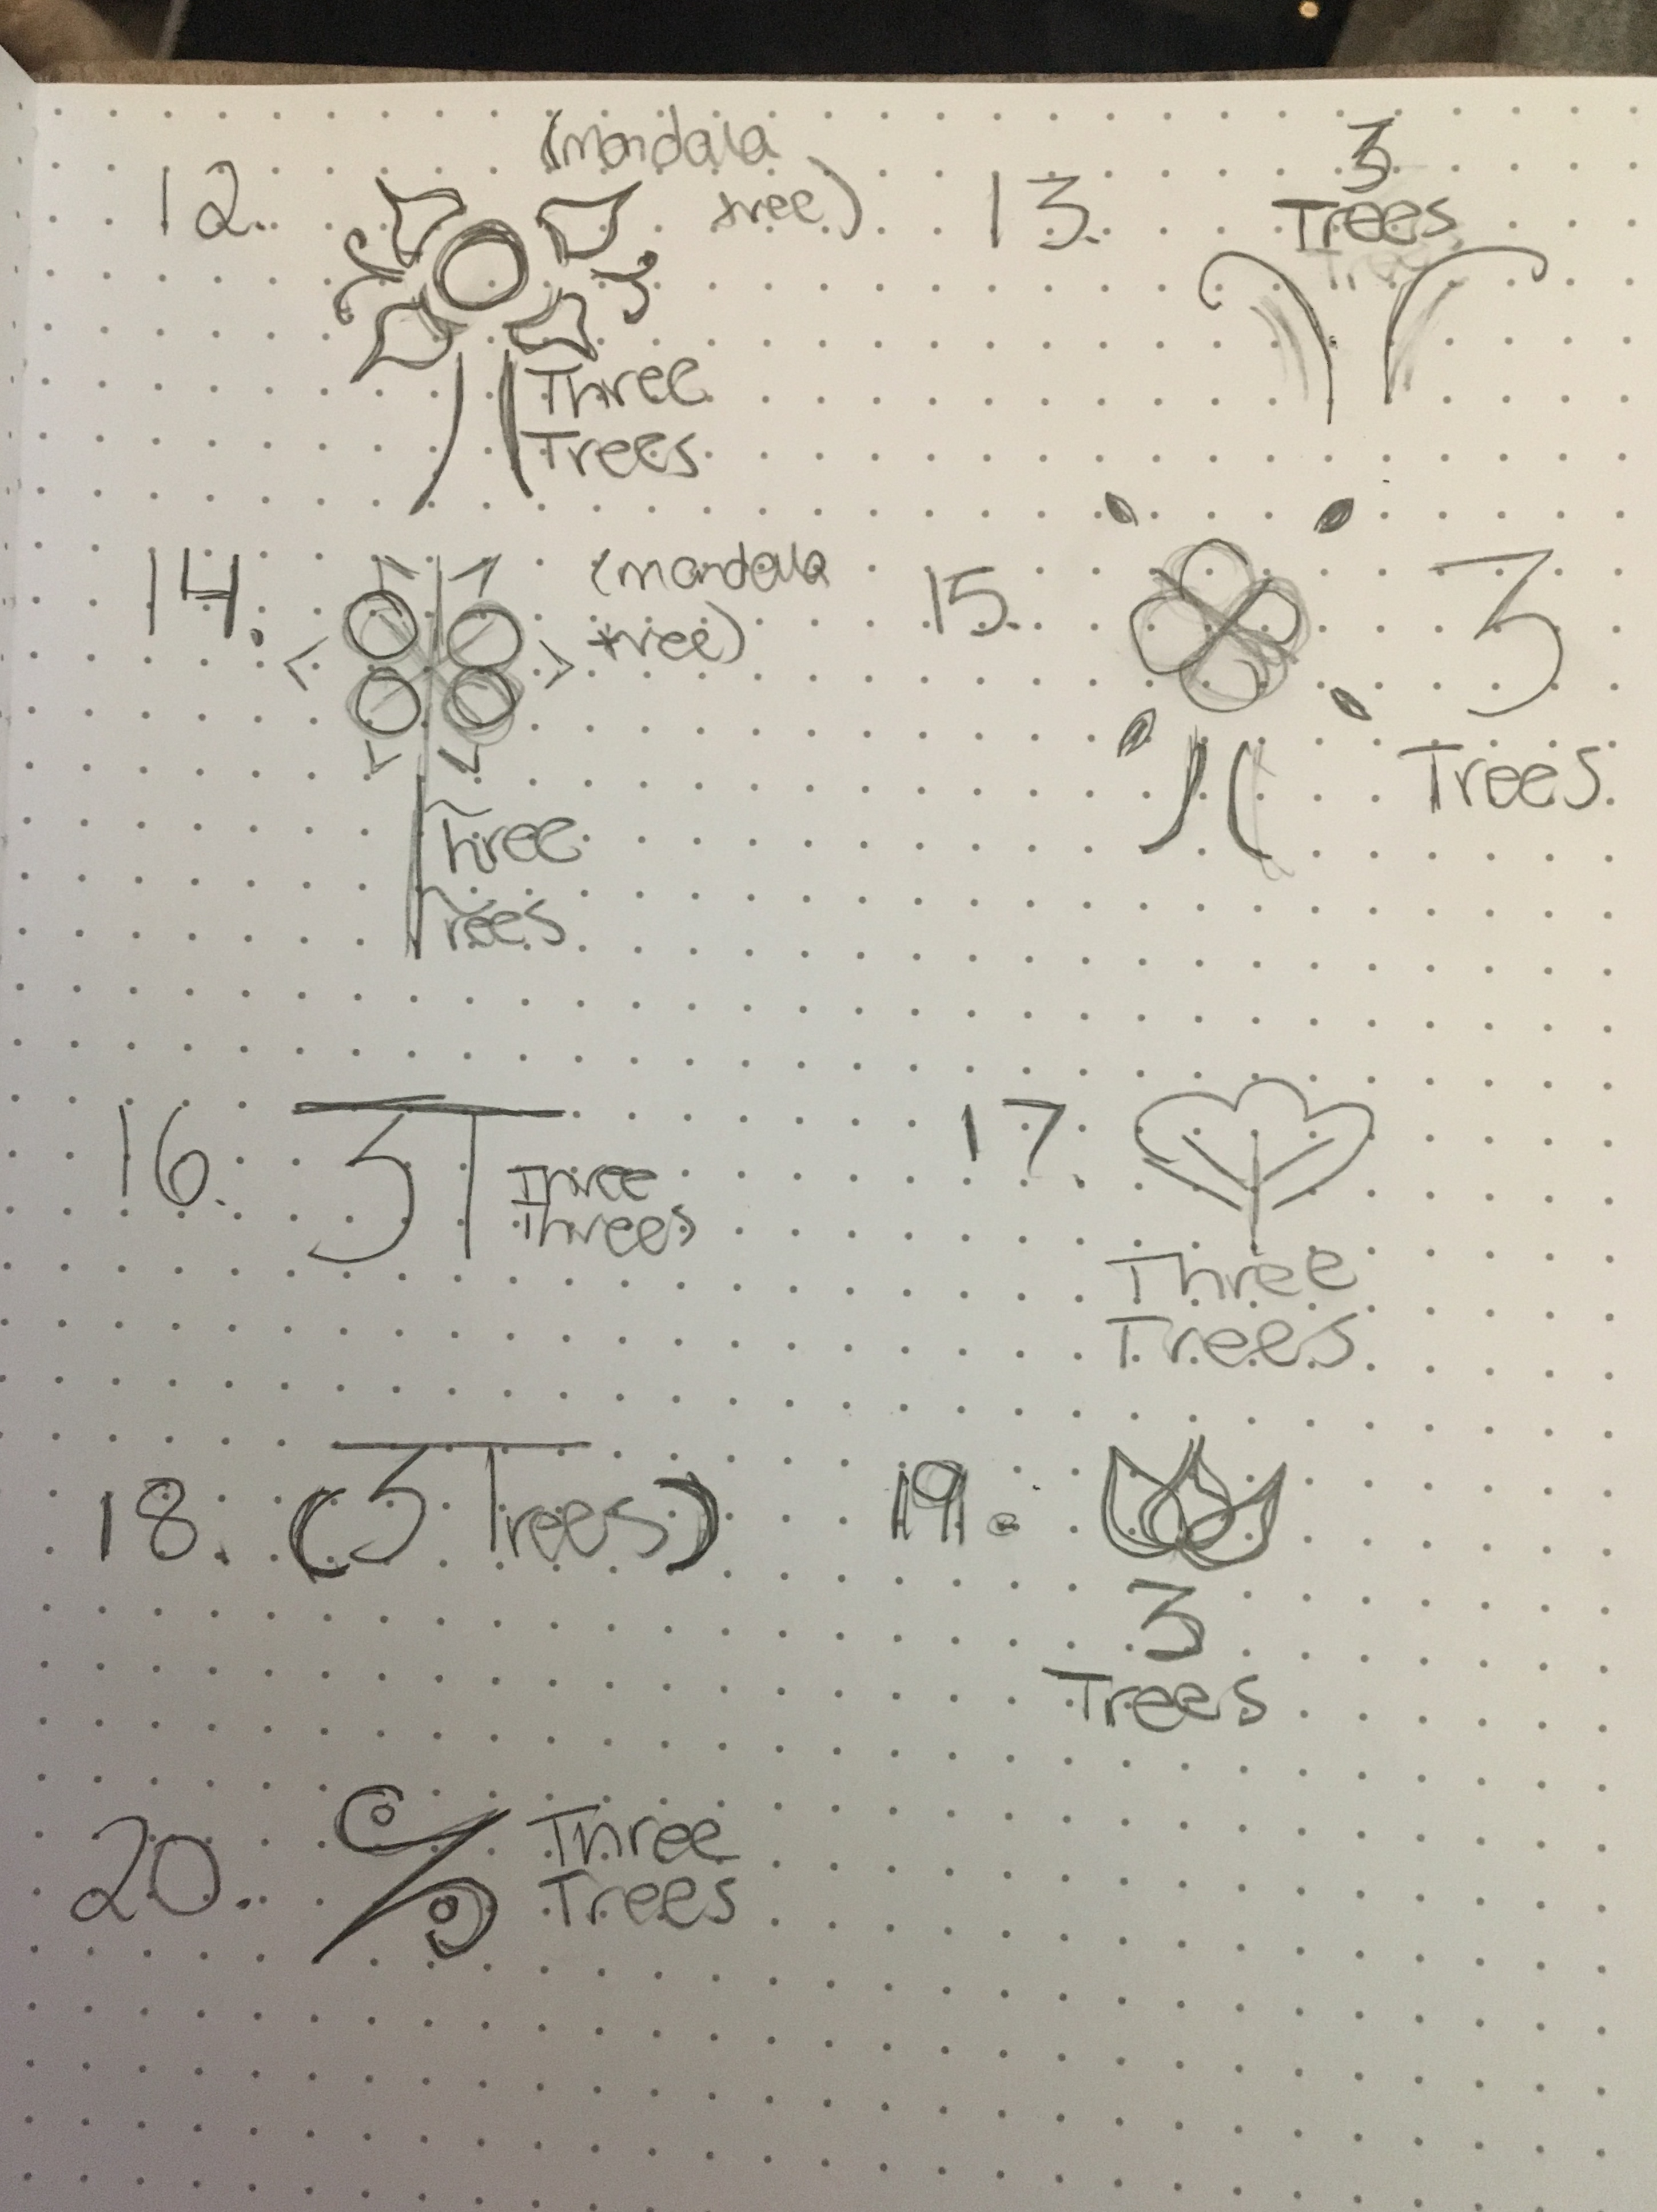 12.
(mandala
tree)
Three
Trees
13.
3
Trees
14.
(mandala
tree)
Three
Trees
15.
3
Trees
16.
3T
Three
Threes
17.
Three
Trees
18. (3 Trees)
19.
3
Trees
20.
Three
Trees